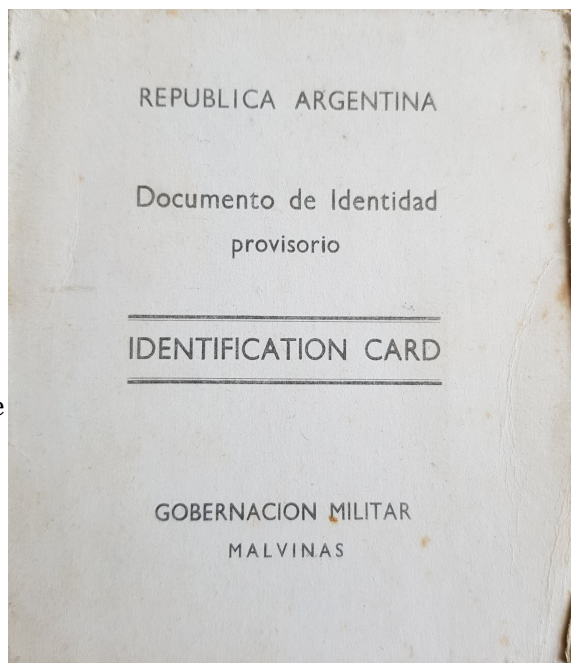 REPUBLICA ARGENTINA
Documento de Identidad
provisorio
IDENTIFICATION CARD
GOBERNACION MILITAR
MALVINAS